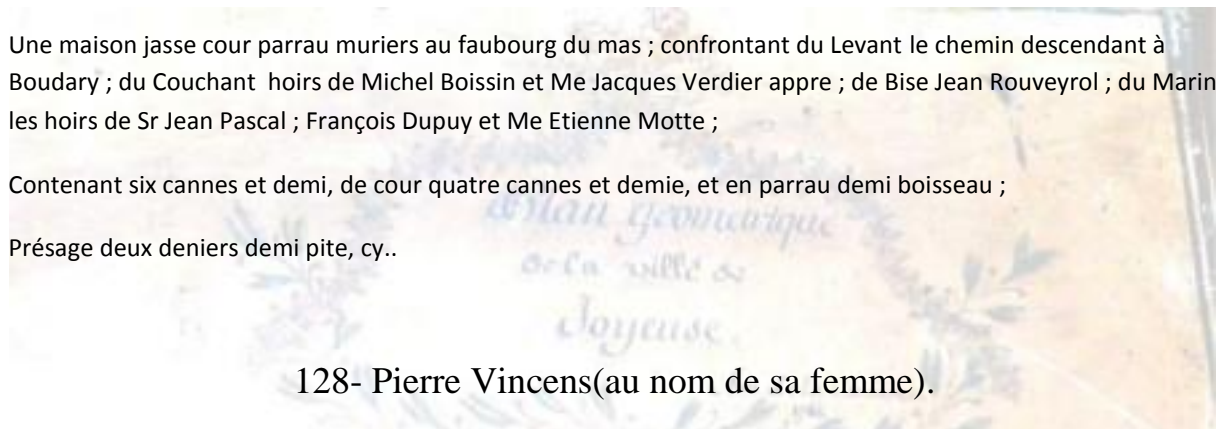 Une maison jasse cour parrau muriers au faubourg du mas ; confrontant du Levant le chemin descendant à
Boudary ; du Couchant hoirs de Michel Boissin et Me Jacques Verdier appre ; de Bise Jean Rouveyrol ; du Marin
les hoirs de Sr Jean Pascal ; François Dupuy et Me Etienne Motte ;
Contenant six cannes et demi, de cour quatre cannes et demie, et en parrau demi boisseau ;
Plan géométrique
Présage deux deniers demi pite, cy..
de la ville de
Joyeuse
128- Pierre Vincens(au nom de sa femme).